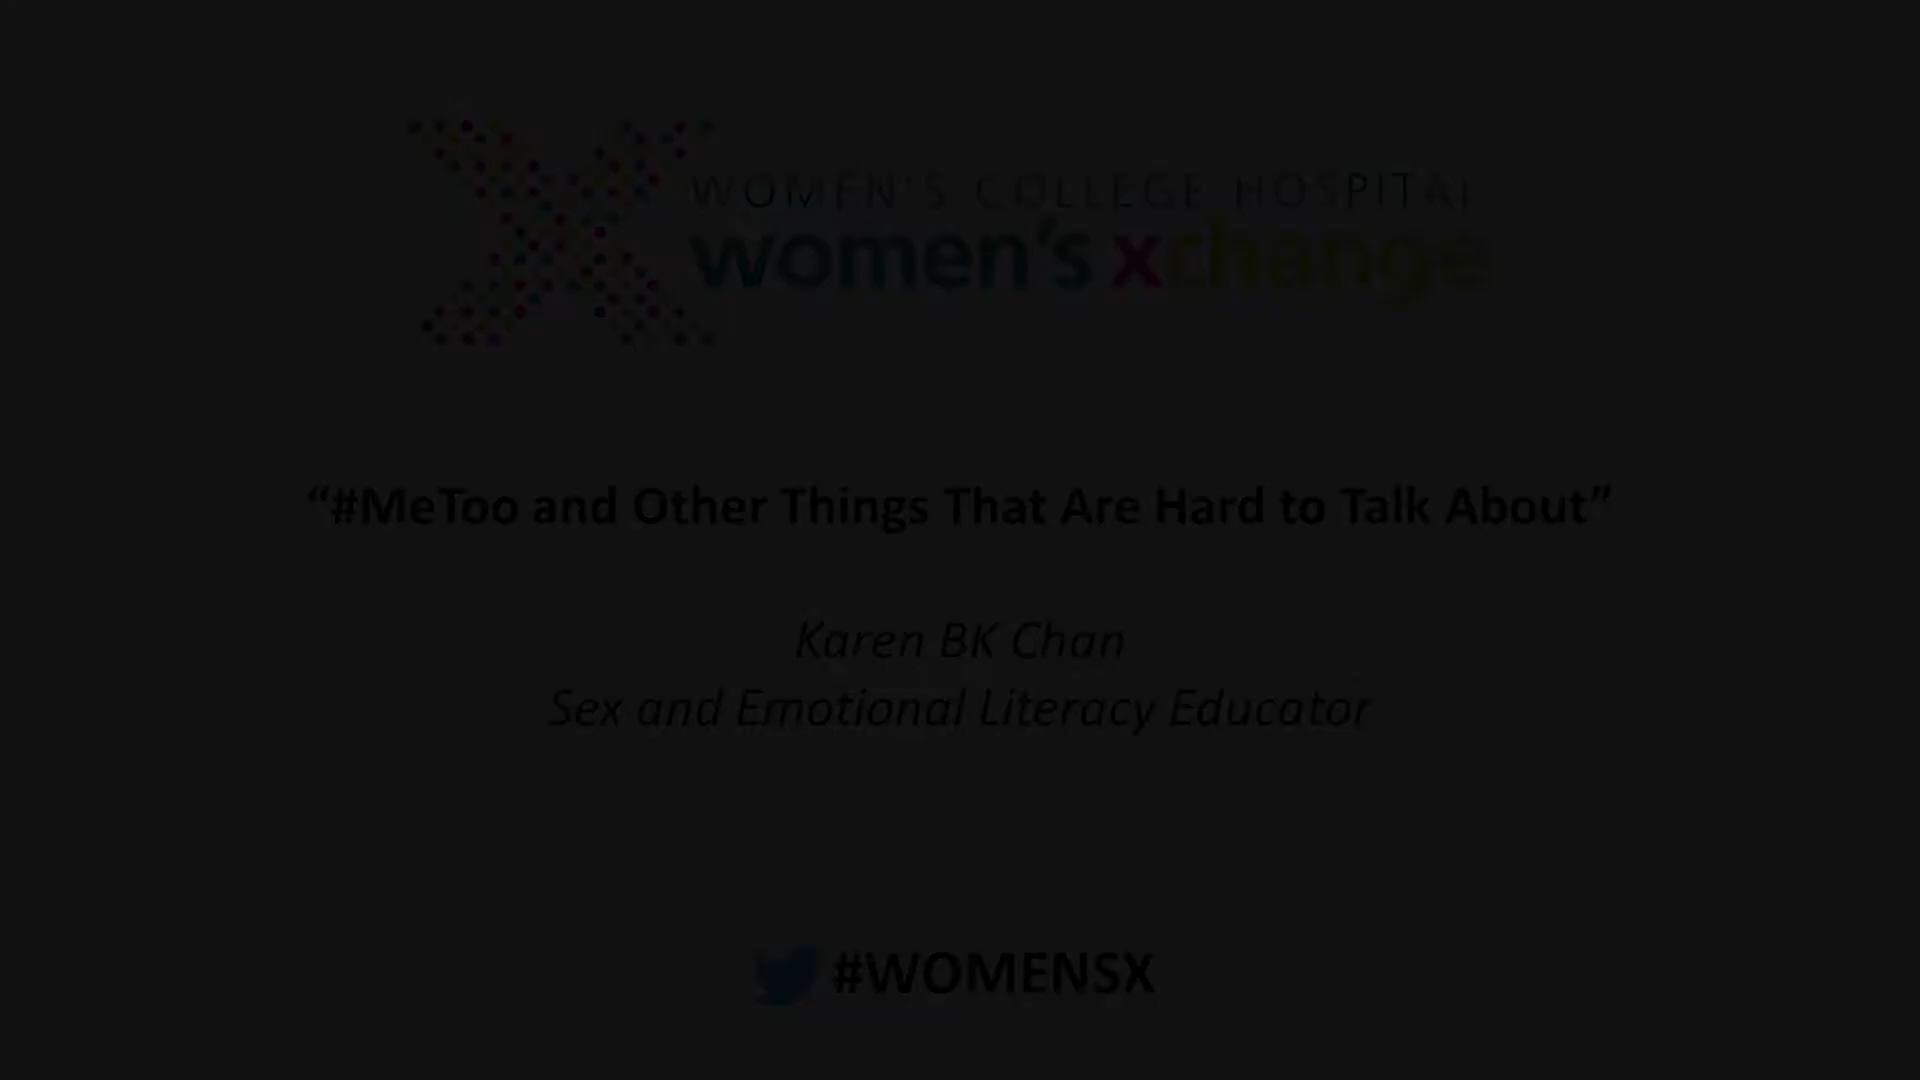 WOMEN'S COLLEGE HOSPITAL
women's xchange
“#MeToo and Other Things That Are Hard to Talk About”
Karen BK Chan
Sex and Emotional Literacy Educator
#WOMENSX